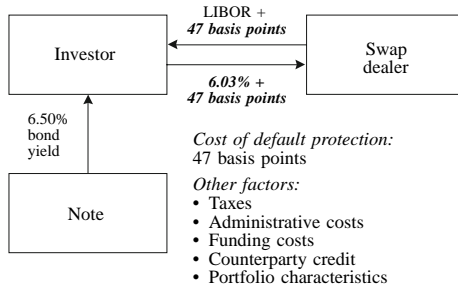 LIBOR +
47 basis points
Investor
Swap
dealer
6.03% +
47 basis points
6.50%
bond
yield
Cost of default protection:
47 basis points
Other factors:
• Taxes
• Administrative costs
• Funding costs
• Counterparty credit
• Portfolio characteristics
Note